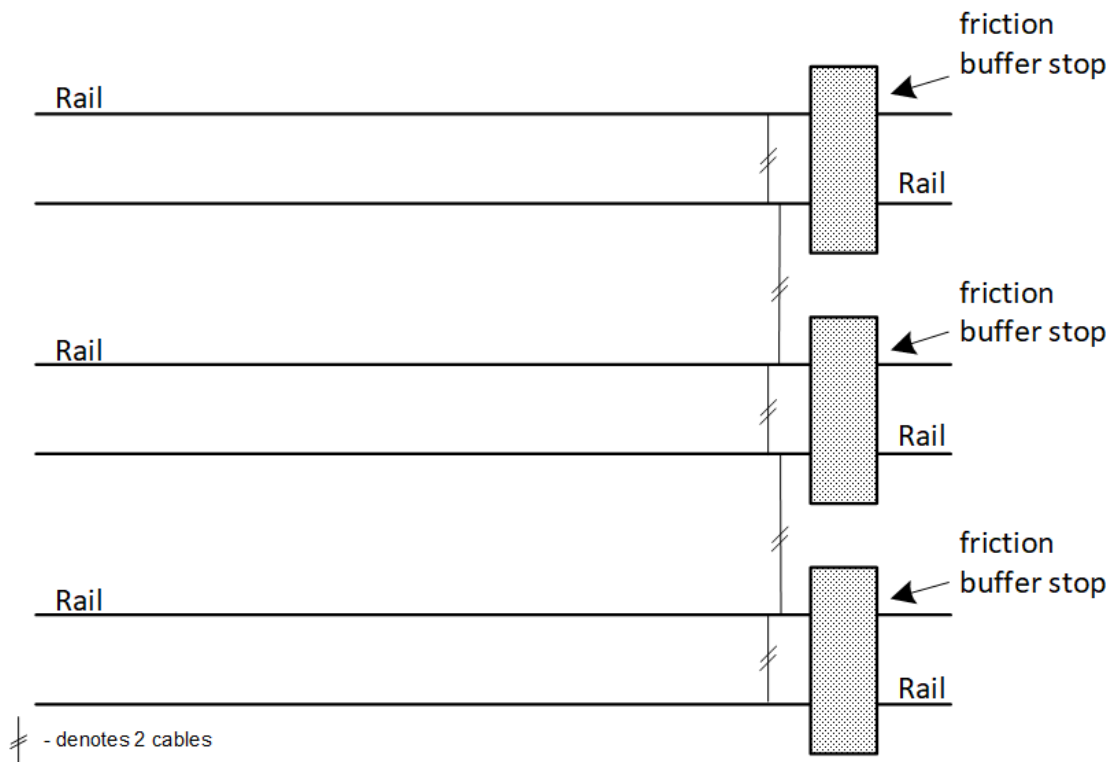 friction
buffer stop
Rail
Rail
friction
buffer stop
Rail
Rail
friction
buffer stop
Rail
Rail
- denotes 2 cables